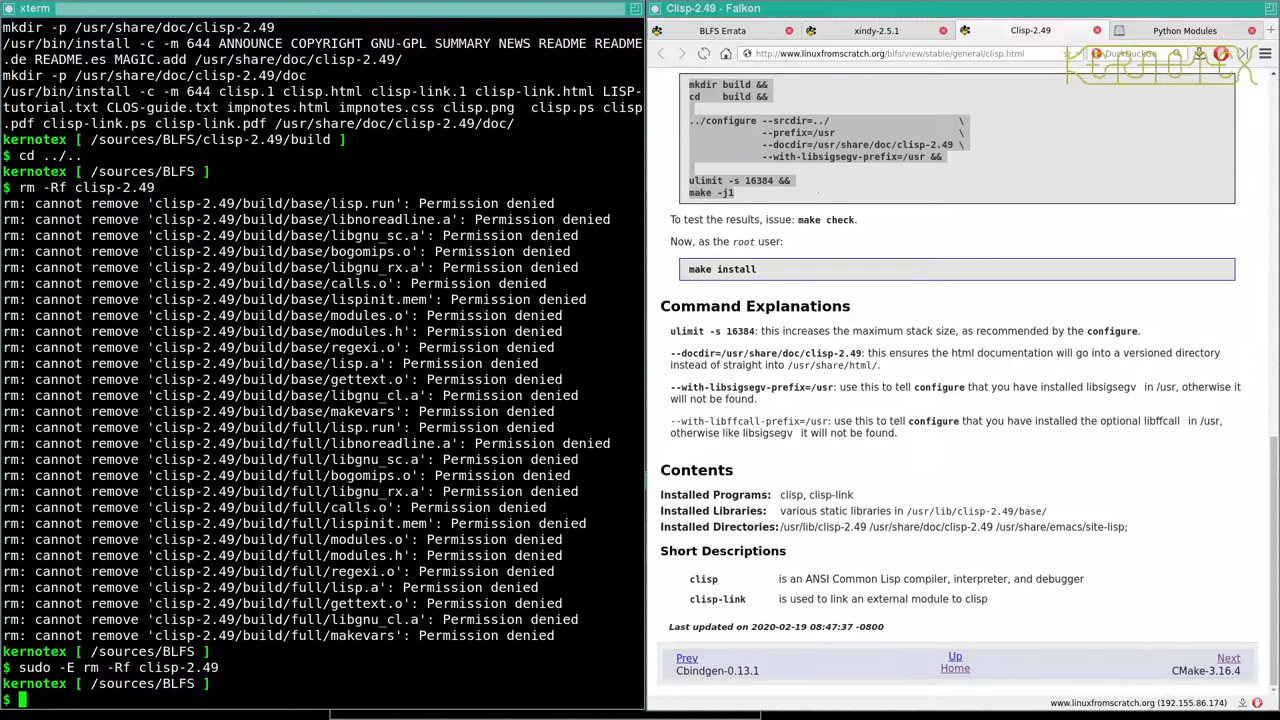 xterm
mkdir -p /usr/share/doc/clisp-2.49
/usr/bin/install -c -m 644 ANNOUNCE COPYRIGHT GNU-GPL SUMMARY NEWS README README
.de README.es MAGIC.add /usr/share/doc/clisp-2.49/
mkdir -p /usr/share/doc/clisp-2.49/doc
/usr/bin/install -c -m 644 clisp.1 clisp.html clisp-link.1 clisp-link.html LISP-
tutorial.txt CLOS-guide.txt impnotes.html impnotes.css clisp.png  clisp.ps clisp
.pdf clisp-link.ps clisp-link.pdf /usr/share/doc/clisp-2.49/doc/
kernotex [ /sources/BLFS/clisp-2.49/build ]
$ cd ../..
kernotex [ /sources/BLFS ]
$ rm -Rf clisp-2.49
rm: cannot remove 'clisp-2.49/build/base/lisp.run': Permission denied
rm: cannot remove 'clisp-2.49/build/base/libnoreadline.a': Permission denied
rm: cannot remove 'clisp-2.49/build/base/libgnu_sc.a': Permission denied
rm: cannot remove 'clisp-2.49/build/base/bogomips.o': Permission denied
rm: cannot remove 'clisp-2.49/build/base/libgnu_rx.a': Permission denied
rm: cannot remove 'clisp-2.49/build/base/calls.o': Permission denied
rm: cannot remove 'clisp-2.49/build/base/lispinit.mem': Permission denied
rm: cannot remove 'clisp-2.49/build/base/modules.o': Permission denied
rm: cannot remove 'clisp-2.49/build/base/modules.h': Permission denied
rm: cannot remove 'clisp-2.49/build/base/regexi.o': Permission denied
rm: cannot remove 'clisp-2.49/build/base/lisp.a': Permission denied
rm: cannot remove 'clisp-2.49/build/base/gettext.o': Permission denied
rm: cannot remove 'clisp-2.49/build/base/libgnu_cl.a': Permission denied
rm: cannot remove 'clisp-2.49/build/base/makevars': Permission denied
rm: cannot remove 'clisp-2.49/build/full/lisp.run': Permission denied
rm: cannot remove 'clisp-2.49/build/full/libnoreadline.a': Permission denied
rm: cannot remove 'clisp-2.49/build/full/libgnu_sc.a': Permission denied
rm: cannot remove 'clisp-2.49/build/full/bogomips.o': Permission denied
rm: cannot remove 'clisp-2.49/build/full/libgnu_rx.a': Permission denied
rm: cannot remove 'clisp-2.49/build/full/calls.o': Permission denied
rm: cannot remove 'clisp-2.49/build/full/lispinit.mem': Permission denied
rm: cannot remove 'clisp-2.49/build/full/modules.o': Permission denied
rm: cannot remove 'clisp-2.49/build/full/modules.h': Permission denied
rm: cannot remove 'clisp-2.49/build/full/regexi.o': Permission denied
rm: cannot remove 'clisp-2.49/build/full/lisp.a': Permission denied
rm: cannot remove 'clisp-2.49/build/full/gettext.o': Permission denied
rm: cannot remove 'clisp-2.49/build/full/libgnu_cl.a': Permission denied
rm: cannot remove 'clisp-2.49/build/full/makevars': Permission denied
kernotex [ /sources/BLFS ]
$ sudo -E rm -Rf clisp-2.49
kernotex [ /sources/BLFS ]
$
Clisp-2.49 - Falkon
BLFS Errata xindy-2.5.1 Clisp-2.49 Python Modules
http://www.linuxfromscratch.org/blfs/view/stable/general/clisp.html DuckDuckGo
KERNOTEX
mkdir build &&
cd    build &&
../configure --srcdir=../ \
--prefix=/usr \
--docdir=/usr/share/doc/clisp-2.49 \
--with-libsigsegv-prefix=/usr &&
ulimit -s 16384 &&
make -j1
To test the results, issue: make check.
Now, as the root user:
make install
Command Explanations
ulimit -s 16384: this increases the maximum stack size, as recommended by the configure.
--docdir=/usr/share/doc/clisp-2.49: this ensures the html documentation will go into a versioned directory
instead of straight into /usr/share/html/.
--with-libsigsegv-prefix=/usr: use this to tell configure that you have installed libsigsegv in /usr, otherwise it
will not be found.
--with-libffcall-prefix=/usr: use this to tell configure that you have installed the optional libffcall in /usr,
otherwise like libsigsegv it will not be found.
Contents
Installed Programs: clisp, clisp-link
Installed Libraries: various static libraries in /usr/lib/clisp-2.49/base/
Installed Directories: /usr/lib/clisp-2.49 /usr/share/doc/clisp-2.49 /usr/share/emacs/site-lisp;
Short Descriptions
clisp is an ANSI Common Lisp compiler, interpreter, and debugger
clisp-link is used to link an external module to clisp
Last updated on 2020-02-19 08:47:37 -0800
Prev Up Next
Cbindgen-0.13.1 Home CMake-3.16.4
www.linuxfromscratch.org (192.155.86.174)